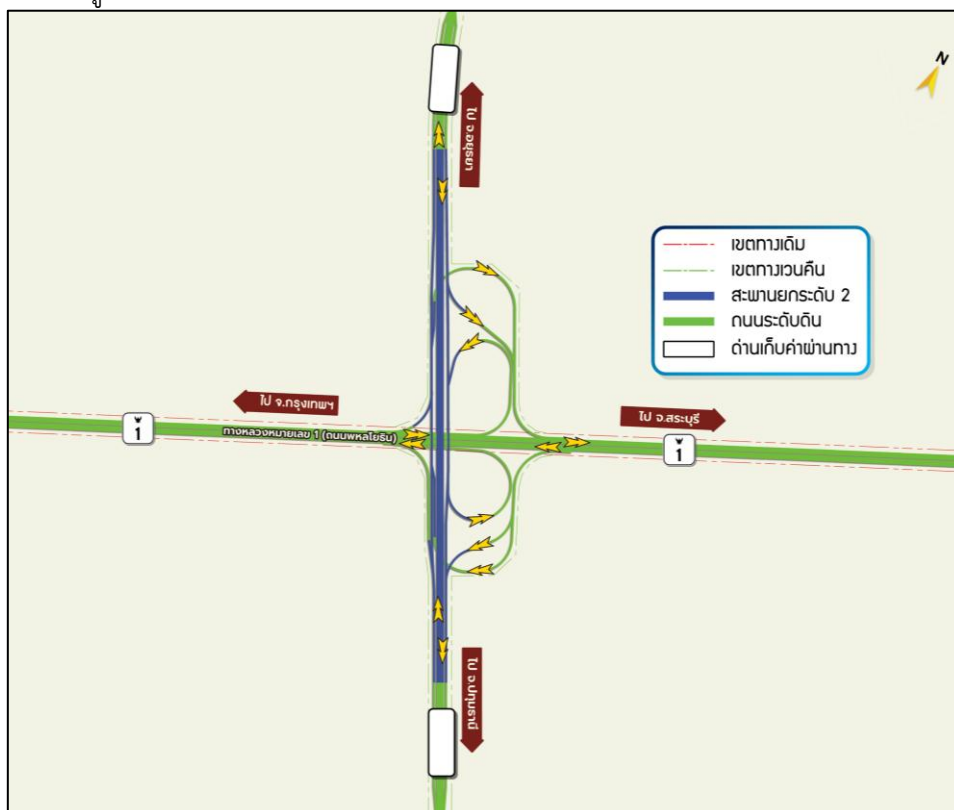 N
ไป จ.อยุธยา
เขตทางเดิม
เขตทางเวนคืน
สะพานยกระดับ 2
ถนนระดับดิน
ด่านเก็บค่าผ่านทาง
ไป จ.กรุงเทพฯ
ไป จ.สระบุรี
1
ทางหลวงหมายเลข 1 (ถนนพหลโยธิน)
1
ไป จ.ปทุมธานี